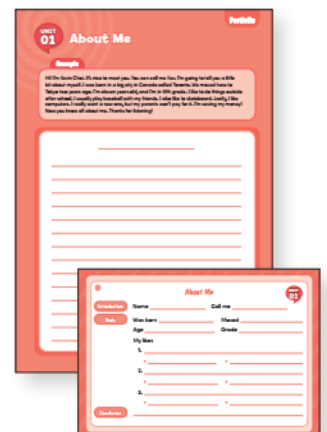 Portfolio
UNIT
01
About Me
Example
Hi! I'm Kevin Choi. It's nice to meet you. You can call me Kev. I'm going to tell you a little
bit about myself. I was born in a big city in Canada called Toronto. We moved here to
Tokyo two years ago. I'm eleven years old, and I'm in 5th grade. I like to do things outside
after school. I usually play baseball with my friends. I also like to skateboard. Lastly, I like
computers. I really want a new one, but my parents can't pay for it. I'm saving my money!
Now you know all about me. Thanks for listening!
About Me
UNIT
01
Introduction
Name
Call me
Body
Was born
Moved
Age
Grade
My likes
1.
2.
3.
Conclusion